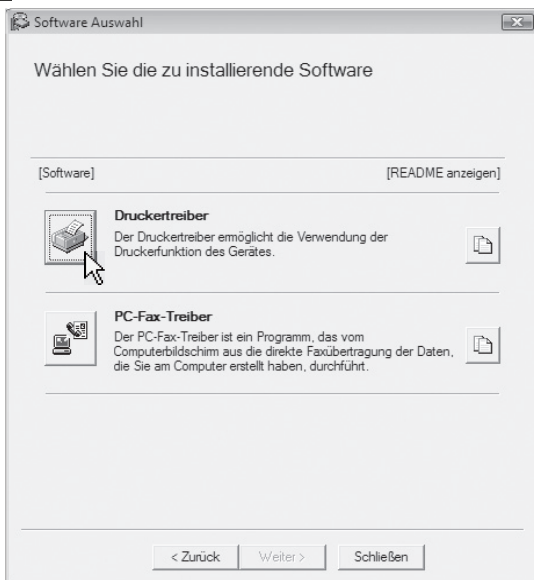 Software Auswahl
Wählen Sie die zu installierende Software
[Software] [README anzeigen]
Druckertreiber
Der Druckertreiber ermöglicht die Verwendung der
Druckerfunktion des Gerätes.
PC-Fax-Treiber
Der PC-Fax-Treiber ist ein Programm, das vom
Computerbildschirm aus die direkte Faxübertragung der Daten,
die Sie am Computer erstellt haben, durchführt.
< Zurück Weiter > Schließen